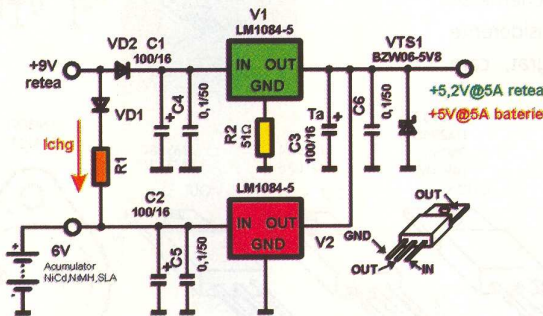 V1
LM1084-5
IN OUT
GND
VD2
C1
100/16
+9V
retea
VD1
Ichg
R1
+
C4
0,1/50
R2
51Ω
C3
100/16
Ta
+
C6
0,1/50
VTS1
BZW06-5V8
+5,2V@5A retea
+5V@5A baterie
C2
100/16
LM1084-5
IN OUT
GND
V2
6V
+
Acumulator
NiCd,NiMH,SLA
+
C5
0,1/50
OUT
GND
OUT
IN